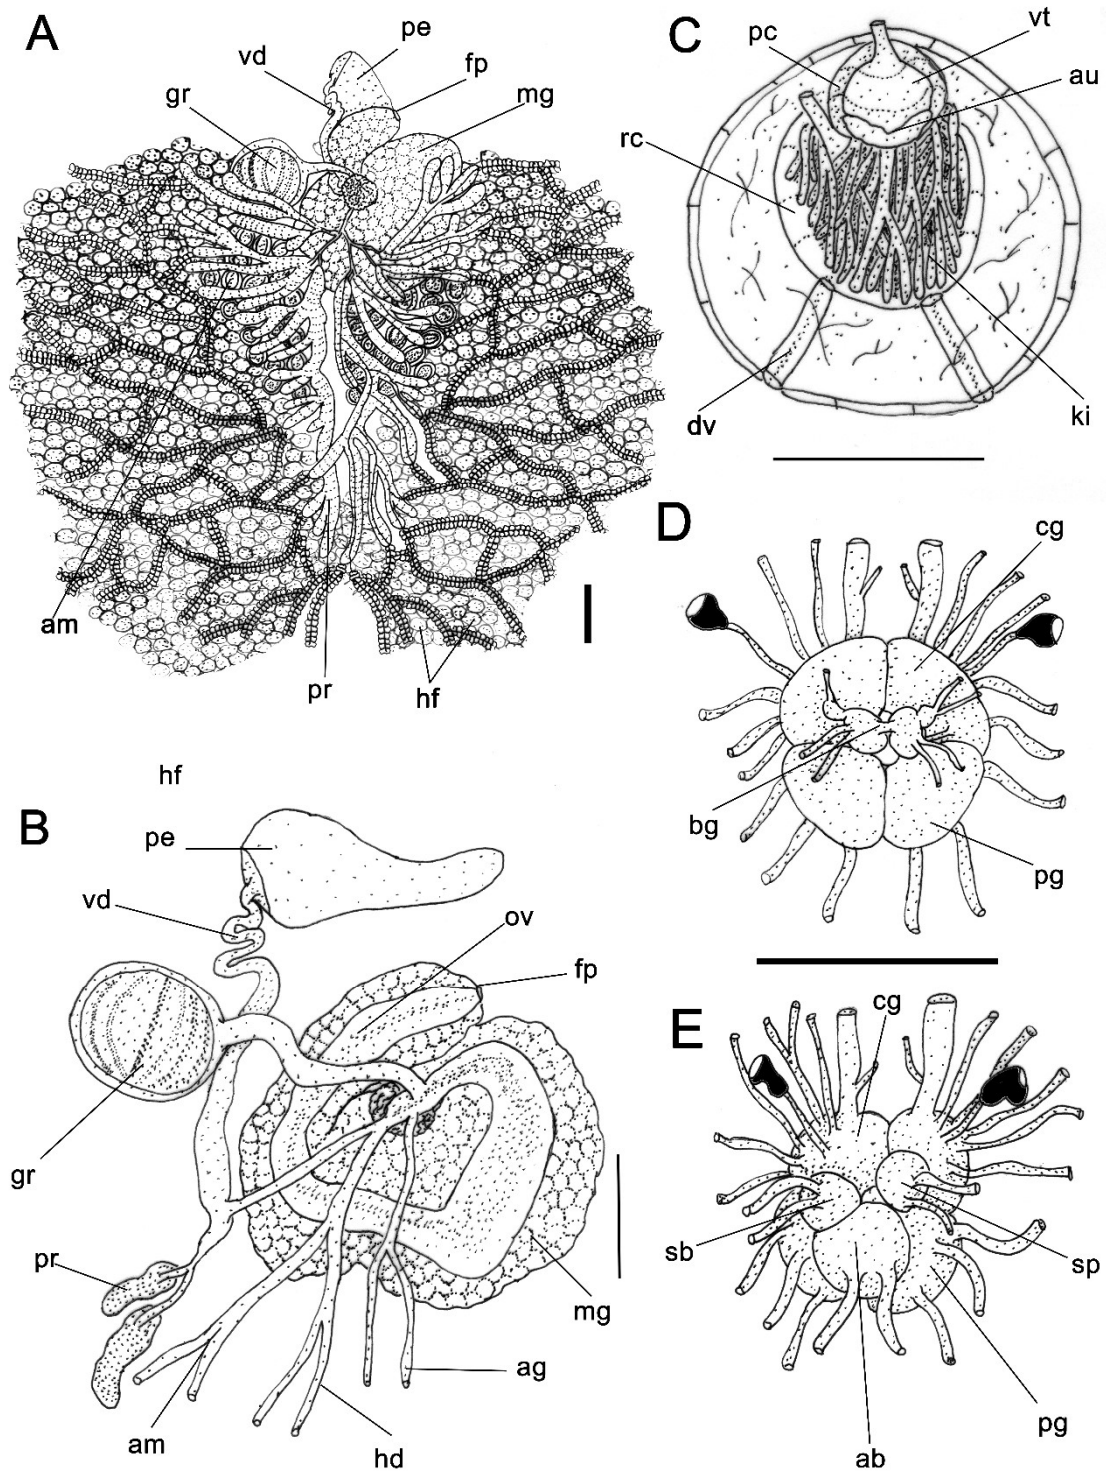 A
pe
vd
fp
gr
mg
am
pr
hf
C
pc
vt
au
rc
dv
ki
D
cg
bg
pg
hf
B
pe
vd
ov
fp
gr
pr
mg
ag
am
hd
E
cg
sb
sp
pg
ab